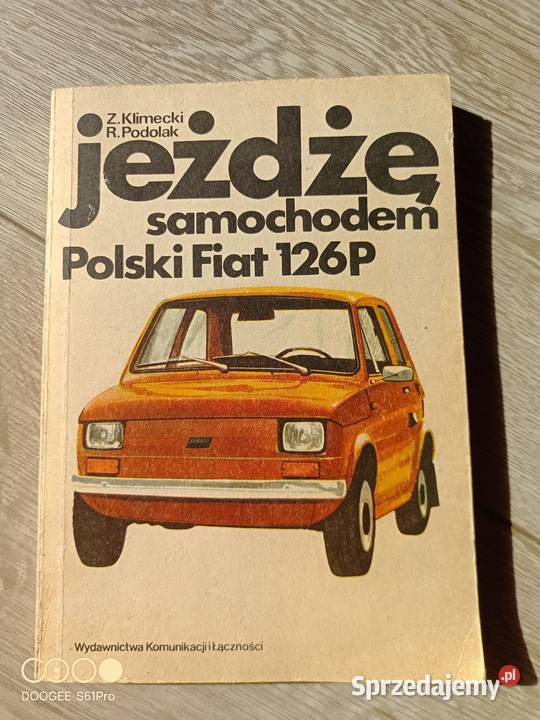 Z.Klimecki
R.Podolak
jeżdżę
samochodem
Polski Fiat 126P
Wydawnictwa Komunikacji i Łączności
DOOGEE S61Pro
Sprzedajemy.pl